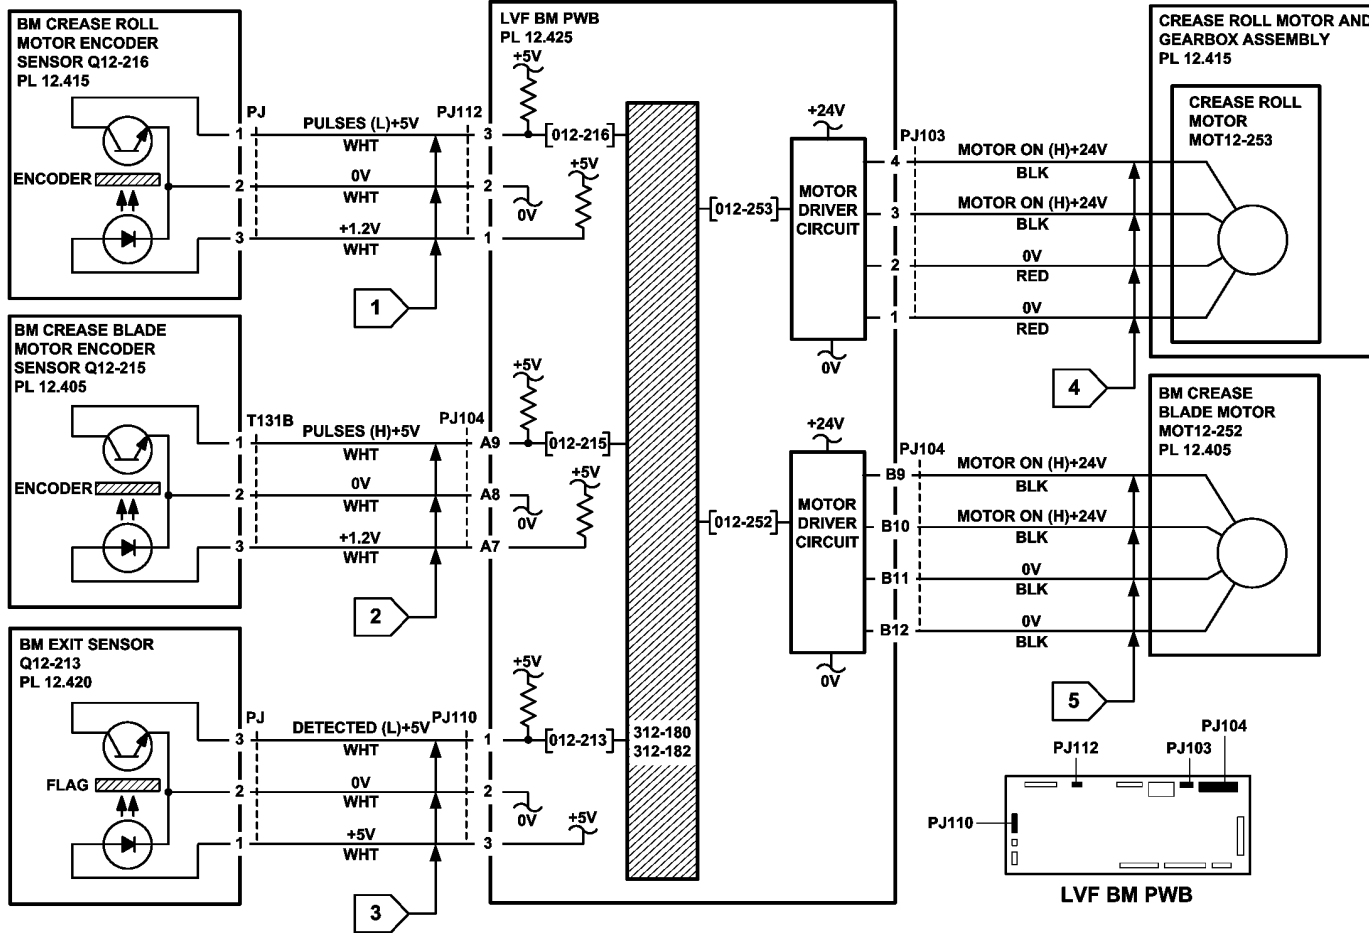 BM CREASE ROLL
MOTOR ENCODER
SENSOR Q12-216
PL 12.415
ENCODER
PJ
1
2
3
PULSES (L)+5V
WHT
0V
WHT
+1.2V
WHT
PJ112
3
2
1
1
BM CREASE BLADE
MOTOR ENCODER
SENSOR Q12-215
PL 12.405
ENCODER
T131B
1
2
3
PULSES (H)+5V
WHT
0V
WHT
+1.2V
WHT
PJ104
A9
A8
A7
2
BM EXIT SENSOR
Q12-213
PL 12.420
FLAG
PJ
3
2
1
DETECTED (L)+5V
WHT
0V
WHT
+5V
WHT
PJ110
1
2
3
3
LVF BM PWB
PL 12.425
+5V
[012-216]
+5V
0V
+5V
[012-215]
+5V
0V
+5V
[012-213]
0V
+5V
312-180
312-182
[012-253]
+24V
MOTOR
DRIVER
CIRCUIT
0V
[012-252]
+24V
MOTOR
DRIVER
CIRCUIT
0V
PJ103
4
3
2
1
MOTOR ON (H)+24V
BLK
MOTOR ON (H)+24V
BLK
0V
RED
0V
RED
4
CREASE ROLL MOTOR AND
GEARBOX ASSEMBLY
PL 12.415
CREASE ROLL
MOTOR
MOT12-253
PJ104
B9
B10
B11
B12
MOTOR ON (H)+24V
BLK
MOTOR ON (H)+24V
BLK
0V
BLK
0V
BLK
5
BM CREASE
BLADE MOTOR
MOT12-252
PL 12.405
PJ104
PJ112
PJ103
PJ110
LVF BM PWB